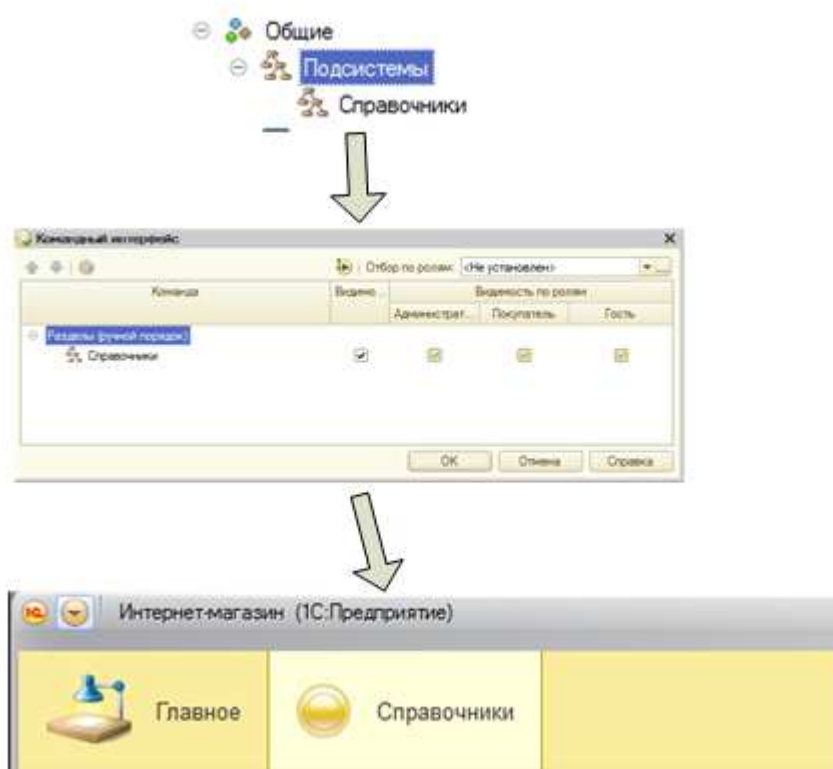 Общие
Подсистемы
Справочники
Командный интерфейс
Отбор по ролям: <Не установлен>
Команда
Видимо...
Видимость по ролям
Администрат...
Покупатель
Гость
Разделы (ручной порядок)
Справочники
OK
Отмена
Справка
1С
Интернет-магазин (1С:Предприятие)
Главное
Справочники